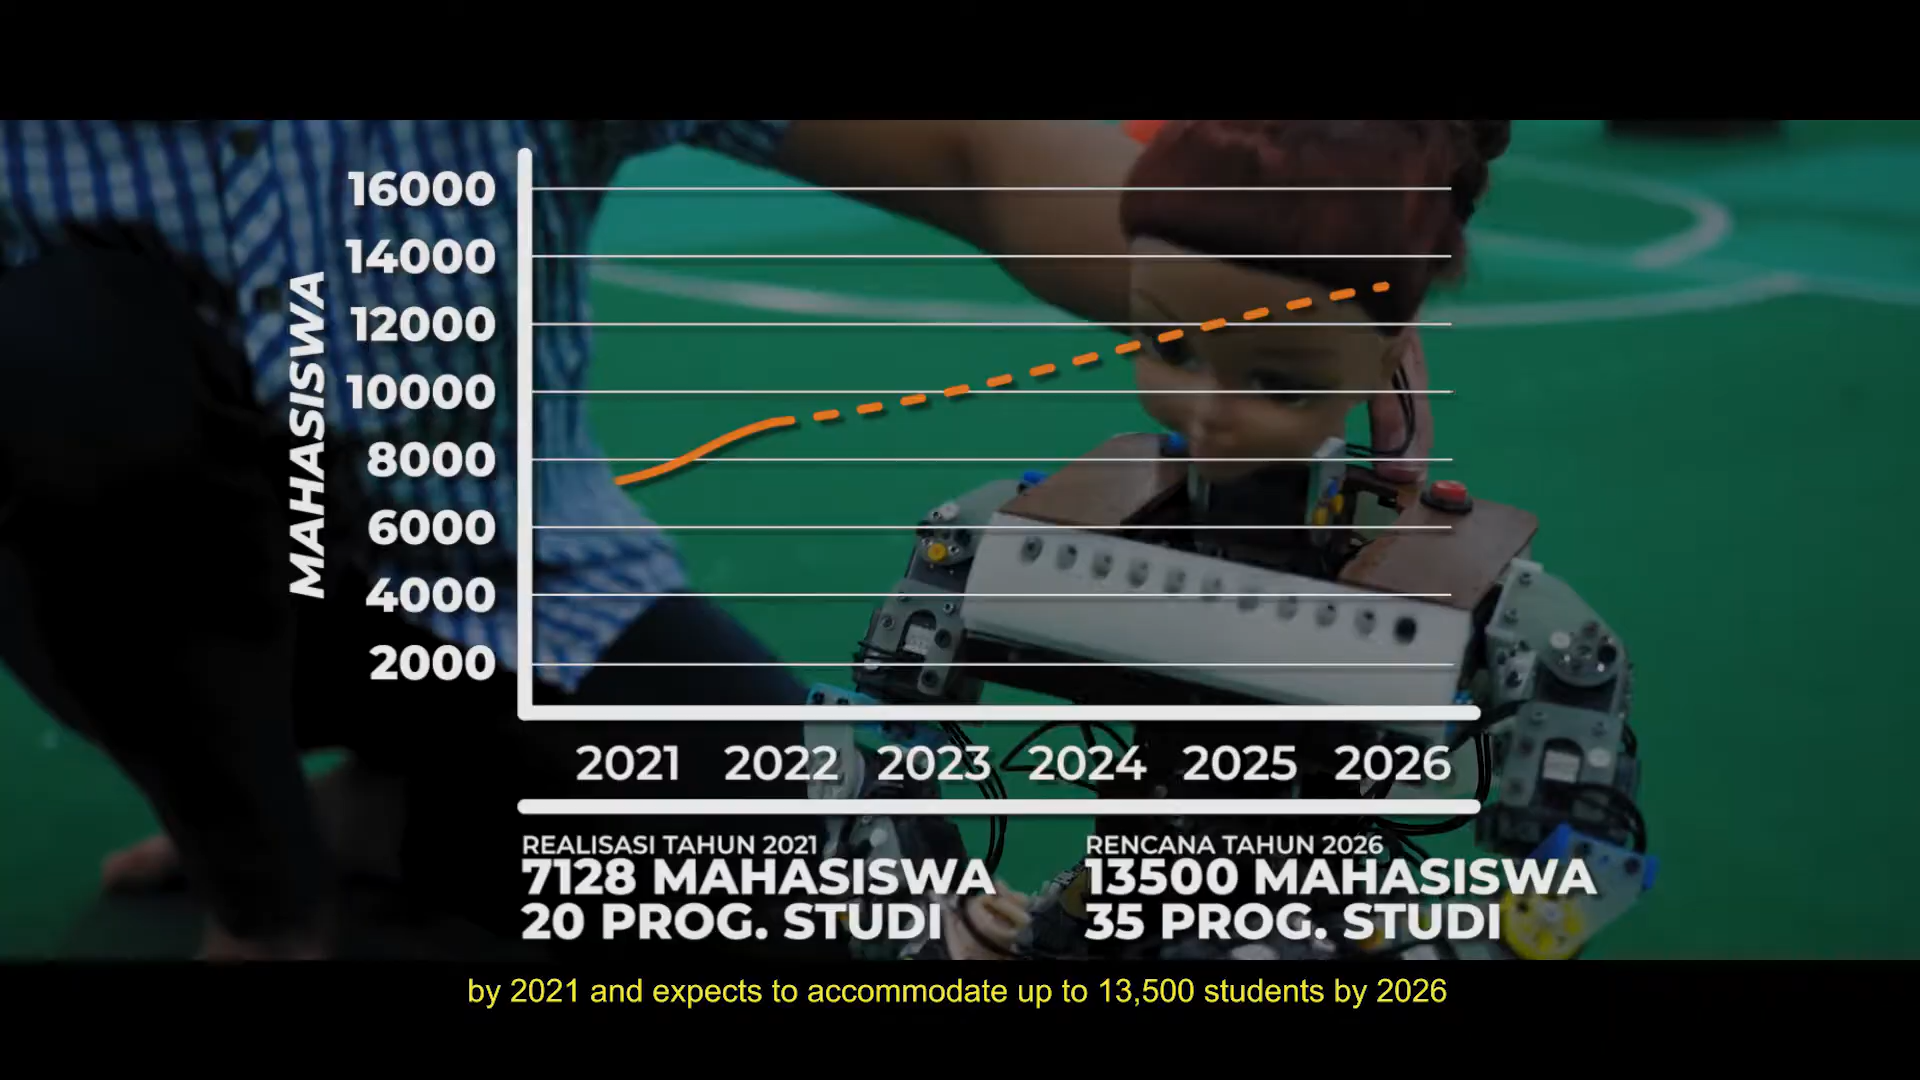 MAHASISWA
16000
14000
12000
10000
8000
6000
4000
2000
2021 2022 2023 2024 2025 2026
REALISASI TAHUN 2021
7128 MAHASISWA
20 PROG. STUDI
RENCANA TAHUN 2026
13500 MAHASISWA
35 PROG. STUDI
by 2021 and expects to accommodate up to 13,500 students by 2026